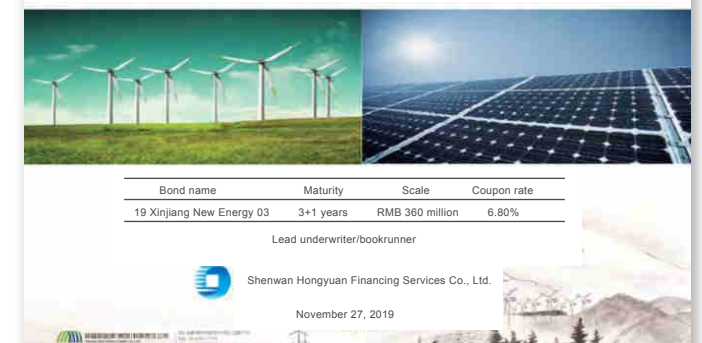 Bond name Maturity Scale Coupon rate
19 Xinjiang New Energy 03 3+1 years RMB 360 million 6.80%
Lead underwriter/bookrunner
Shenwan Hongyuan Financing Services Co., Ltd.
November 27, 2019